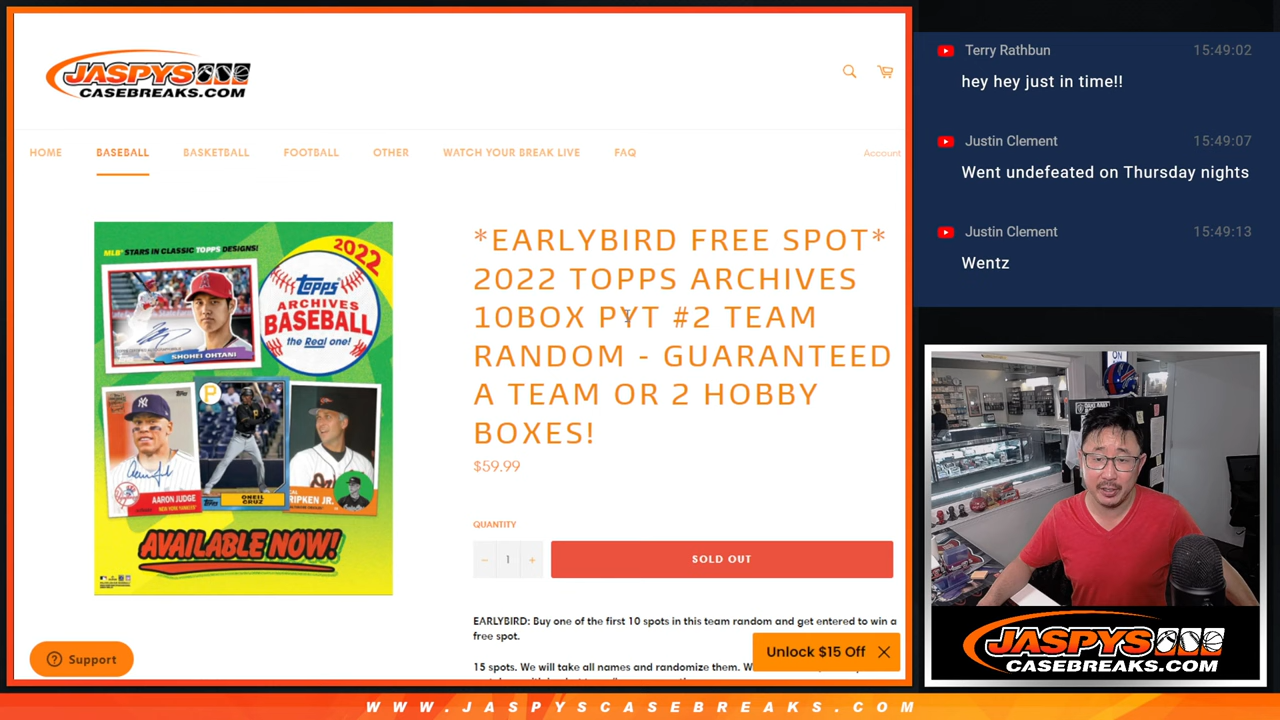 JASPYS
CASEBREAKS.COM
HOME
BASEBALL
BASKETBALL
FOOTBALL
OTHER
WATCH YOUR BREAK LIVE
FAQ
Account
MLB® STARS IN CLASSIC TOPPS DESIGNS!
2022
Topps
ARCHIVES
BASEBALL
the Real one!
SHOHEI OHTANI
AARON JUDGE
NEW YORK YANKEES
ONEIL
CRUZ
RIPKEN JR.
AVAILABLE NOW!
*EARLYBIRD FREE SPOT*
2022 TOPPS ARCHIVES
10BOX PYT #2 TEAM
RANDOM - GUARANTEED
A TEAM OR 2 HOBBY
BOXES!
$59.99
QUANTITY
− 1 +
SOLD OUT
EARLYBIRD: Buy one of the first 10 spots in this team random and get entered to win a
free spot.
15 spots. We will take all names and randomize them. W
Support
Unlock $15 Off
Terry Rathbun 15:49:02
hey hey just in time!!
Justin Clement 15:49:07
Went undefeated on Thursday nights
Justin Clement 15:49:13
Wentz
ON
JASPYS
CASEBREAKS.COM
WWW.JASPYSCASEBREAKS.COM